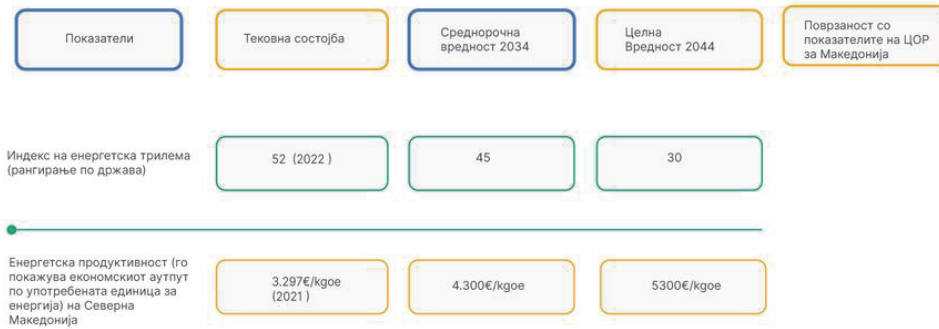 Показатели
Тековна состојба
Среднорочна
вредност 2034
Целна
Вредност 2044
Поврзаност со
показателите на ЦОР
за Македонија
Индекс на енергетска трилема
(рангирање по држава)
52 (2022 )
45
30
Енергетска продуктивност (го
покажува економскиот аутпут
по употребената единица за
енергија) на Северна
Македонија
3.297€/kgoe
(2021 )
4.300€/kgoe
5300€/kgoe